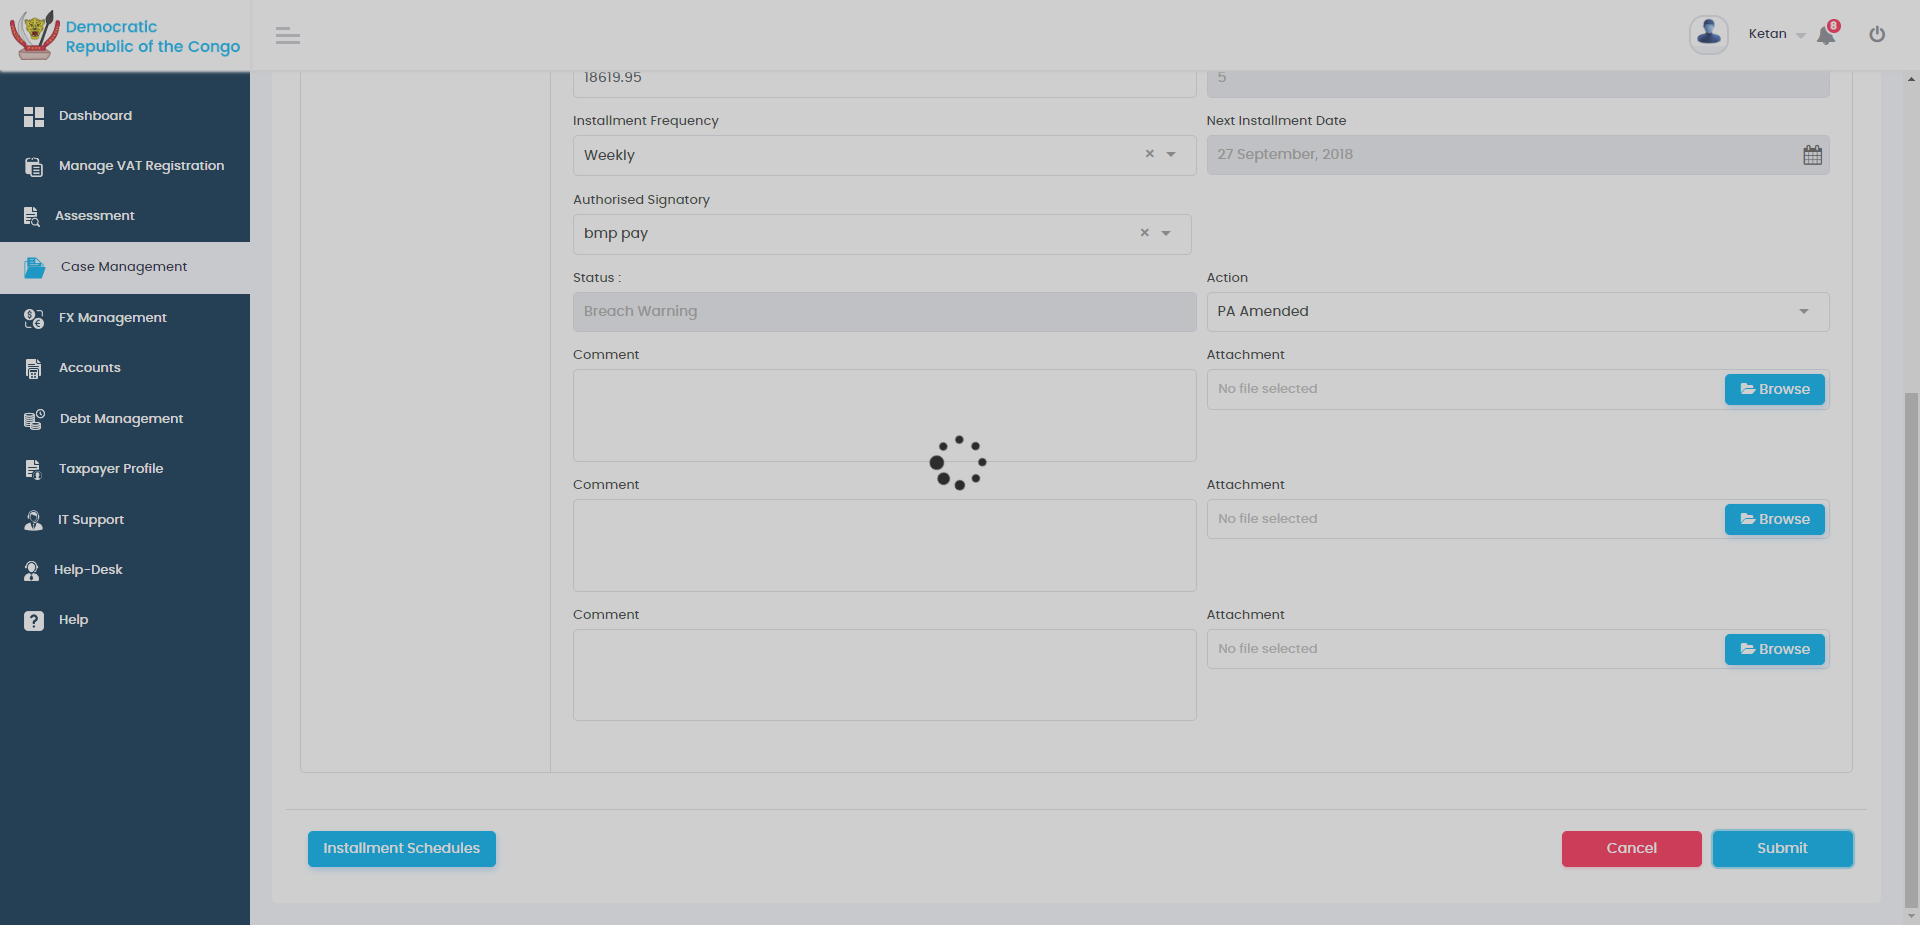 Democratic
Republic of the Congo
Ketan
8
Dashboard
Manage VAT Registration
Assessment
Case Management
FX Management
Accounts
Debt Management
Taxpayer Profile
IT Support
Help-Desk
Help
18619.95
5
Installment Frequency
Next Installment Date
Weekly
27 September, 2018
Authorised Signatory
bmp pay
Status :
Action
Breach Warning
PA Amended
Comment
Attachment
No file selected
Browse
Comment
Attachment
No file selected
Browse
Comment
Attachment
No file selected
Browse
Installment Schedules
Cancel
Submit